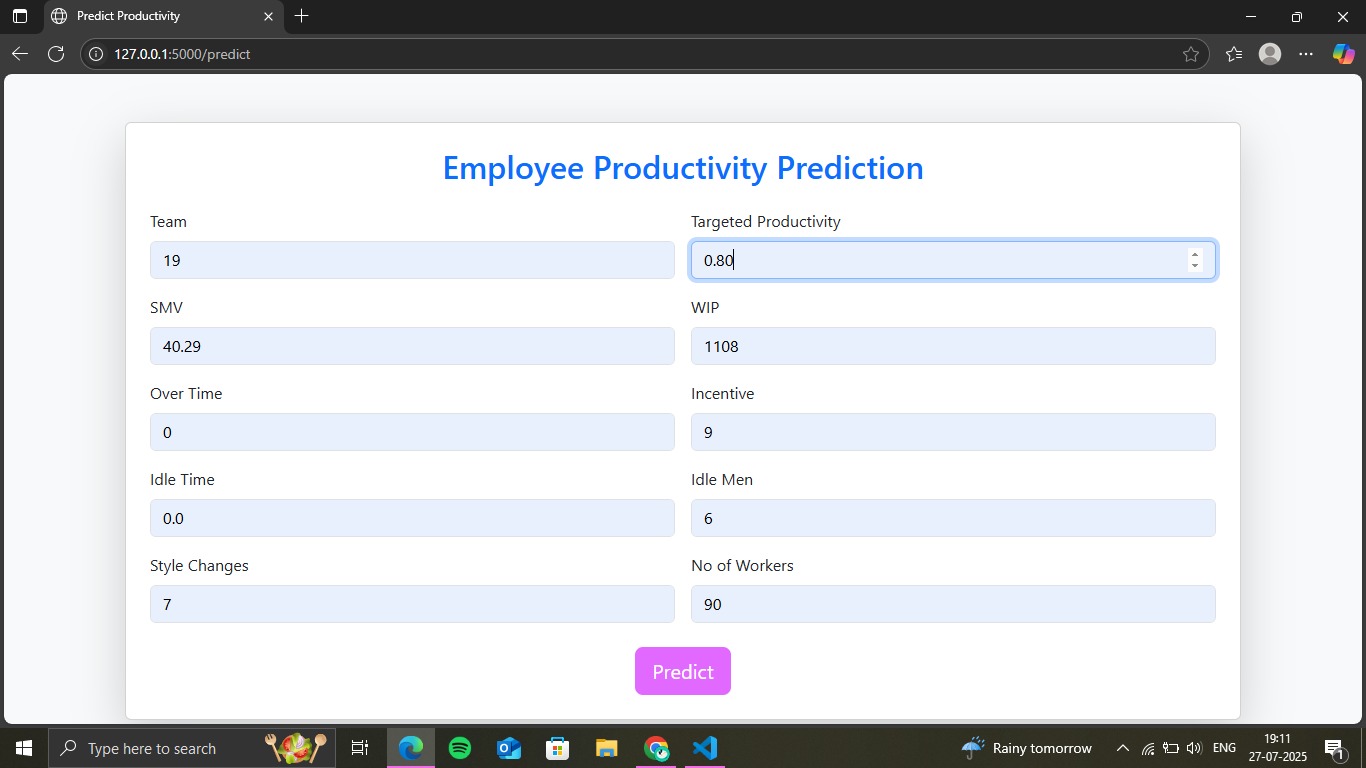 Predict Productivity
127.0.0.1:5000/predict
Employee Productivity Prediction
Team
Targeted Productivity
19
0.80
SMV
WIP
40.29
1108
Over Time
Incentive
0
9
Idle Time
Idle Men
0.0
6
Style Changes
No of Workers
7
90
Predict
Type here to search
Rainy tomorrow
ENG
19:11
27-07-2025
1